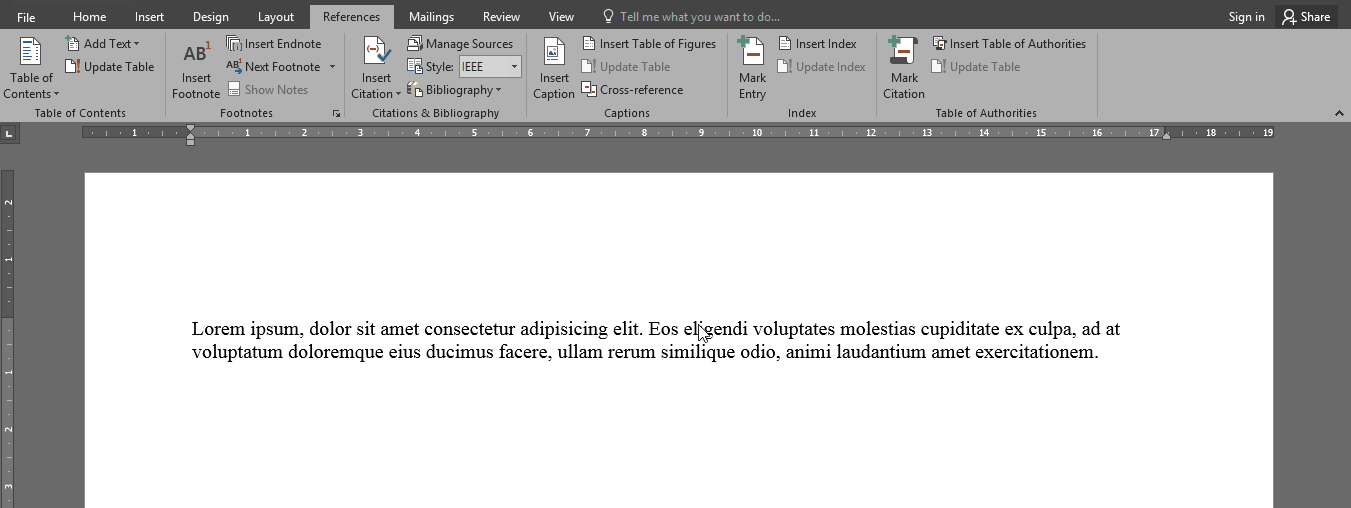 File Home Insert Design Layout References Mailings Review View Tell me what you want to do... Sign in Share
Table of Contents
Add Text
Update Table
Table of Contents
AB1
Insert Footnote
Insert Endnote
AB1 Next Footnote
Show Notes
Footnotes
Insert Citation
Manage Sources
Style: IEEE
Bibliography
Citations & Bibliography
Insert Caption
Insert Table of Figures
Update Table
Cross-reference
Captions
Mark Entry
Insert Index
Update Index
Index
Mark Citation
Insert Table of Authorities
Update Table
Table of Authorities
L
1 1 2 3 4 5 6 7 8 9 10 11 12 13 14 15 16 17 18 19
2
1
1
2
3
Lorem ipsum, dolor sit amet consectetur adipisicing elit. Eos eligendi voluptates molestias cupiditate ex culpa, ad at
voluptatum doloremque eius ducimus facere, ullam rerum similique odio, animi laudantium amet exercitationem.